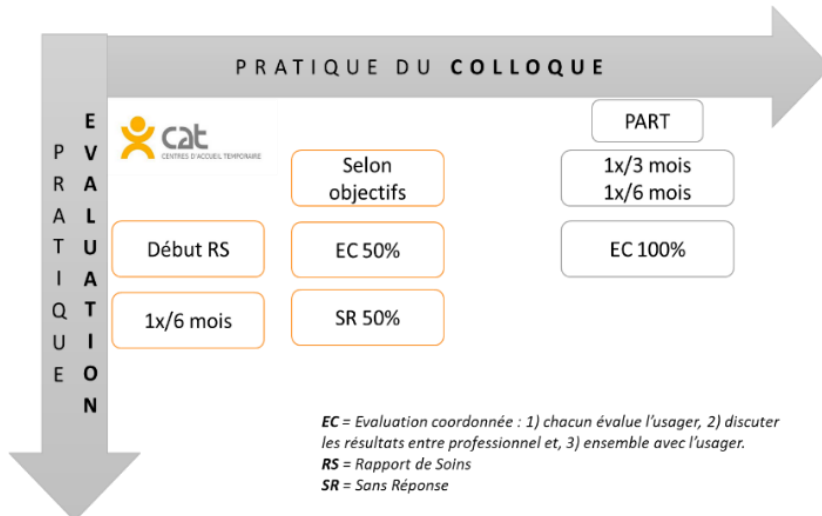 PRATIQUE DU COLLOQUE
PRATIQUE
EVALUATION
cat
CENTRES D'ACCUEIL TEMPORAIRE
PART
Selon
objectifs
1x/3 mois
1x/6 mois
Début RS
EC 50%
EC 100%
1x/6 mois
SR 50%
EC = Evaluation coordonnée : 1) chacun évalue l'usager, 2) discuter
les résultats entre professionnel et, 3) ensemble avec l'usager.
RS = Rapport de Soins
SR = Sans Réponse